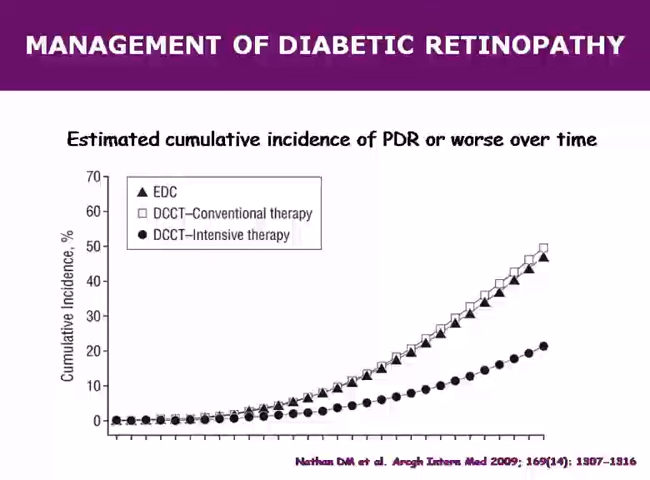 MANAGEMENT OF DIABETIC RETINOPATHY
Estimated cumulative incidence of PDR or worse over time
70
60
50
40
30
20
10
0
Cumulative Incidence, %
EDC
DCCT–Conventional therapy
DCCT–Intensive therapy
Nathan DM et al. Arogh Intern Med 2009; 169(14): 1307-1316